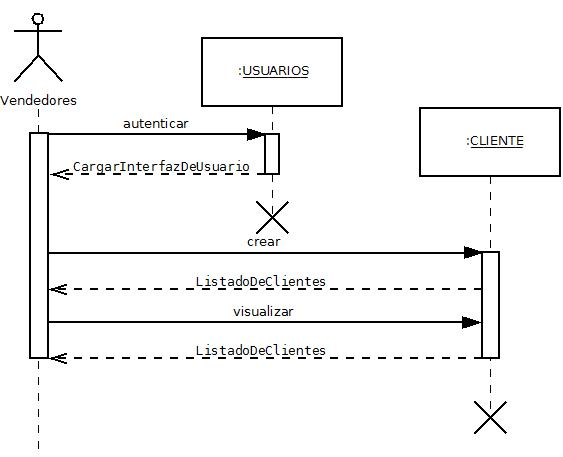 :USUARIOS
Vendedores
autenticar
:CLIENTE
CargarInterfazDeUsuario
crear
ListadoDeClientes
visualizar
ListadoDeClientes